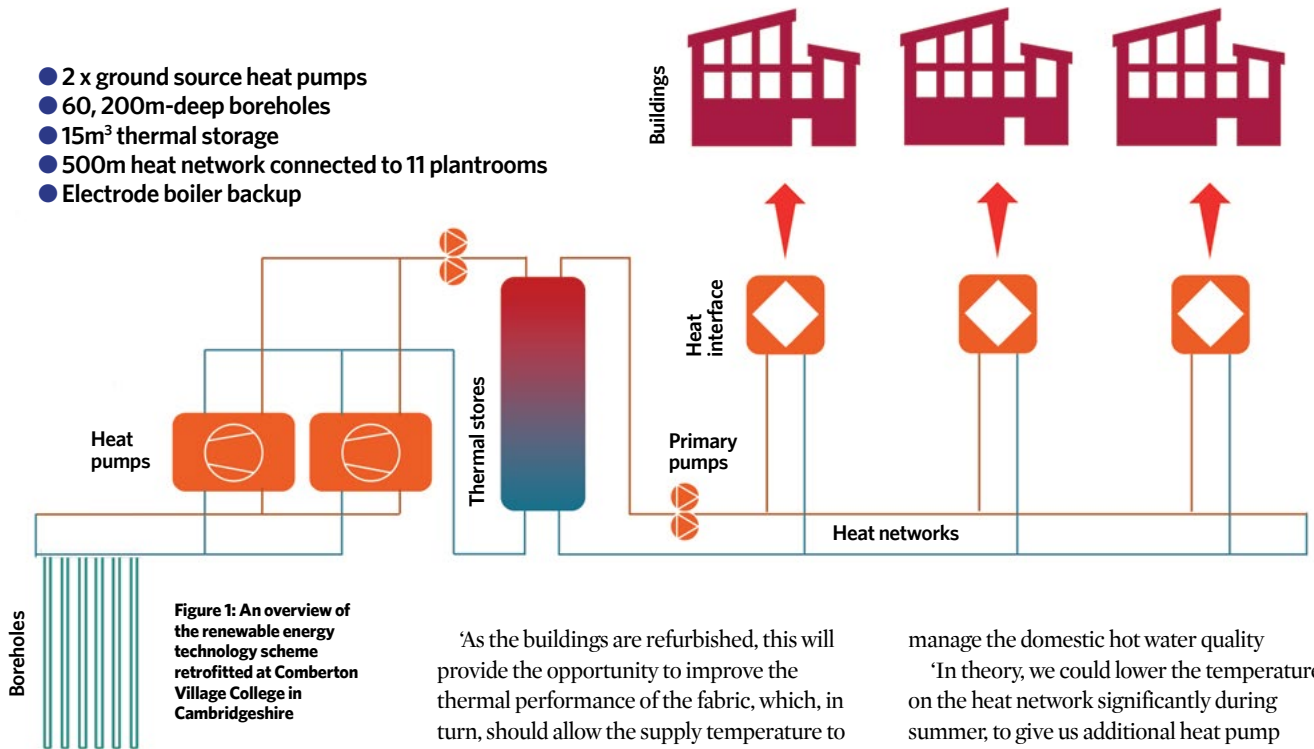 2 x ground source heat pumps
60, 200m-deep boreholes
15m³ thermal storage
500m heat network connected to 11 plantrooms
Electrode boiler backup
Buildings
Heat
interface
Heat
pumps
Thermal stores
Primary
pumps
Heat networks
Boreholes
Figure 1: An overview of
the renewable energy
technology scheme
retrofitted at Comberton
Village College in
Cambridgeshire
‘As the buildings are refurbished, this will
provide the opportunity to improve the
thermal performance of the fabric, which, in
turn, should allow the supply temperature to
manage the domestic hot water quality
‘In theory, we could lower the temperature
on the heat network significantly during
summer, to give us additional heat pump